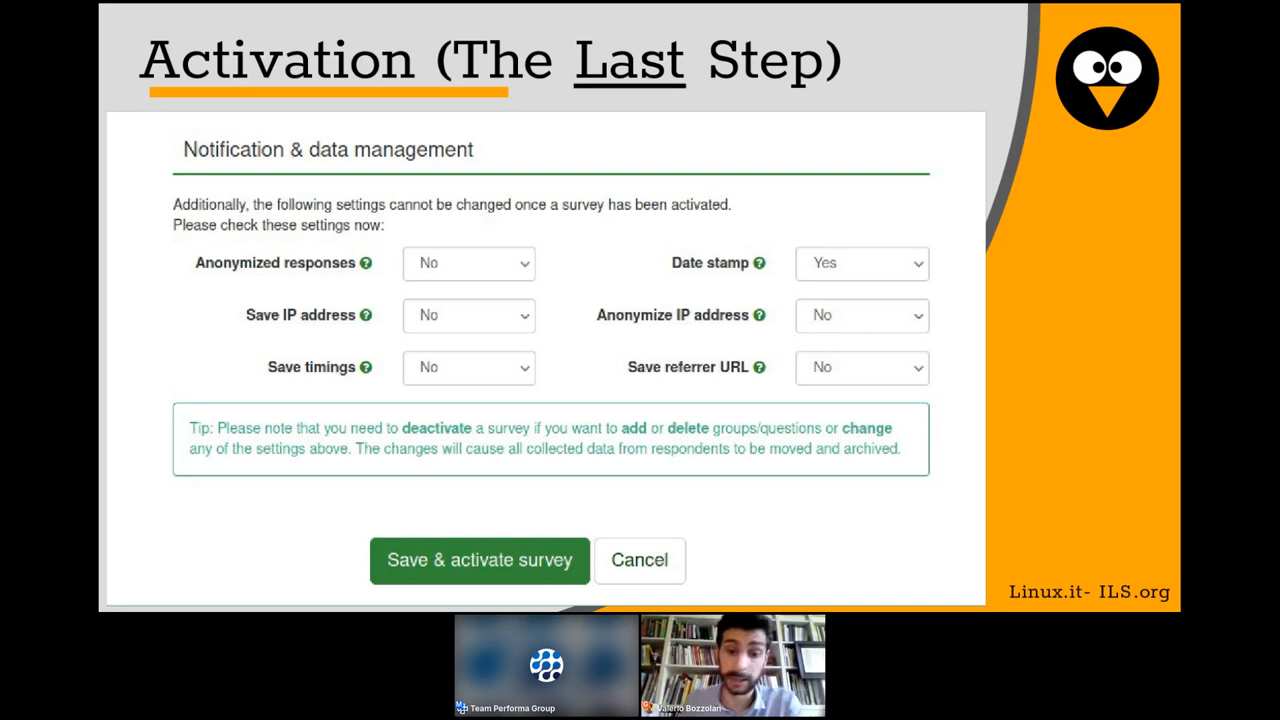 Activation (The Last Step)
Notification & data management
Additionally, the following settings cannot be changed once a survey has been activated.
Please check these settings now:
Anonymized responses ? No
Date stamp ? Yes
Save IP address ? No
Anonymize IP address ? No
Save timings ? No
Save referrer URL ? No
Tip: Please note that you need to deactivate a survey if you want to add or delete groups/questions or change
any of the settings above. The changes will cause all collected data from respondents to be moved and archived.
Save & activate survey
Cancel
Linux.it- ILS.org
Team Performa Group
Valerio Bozzolan